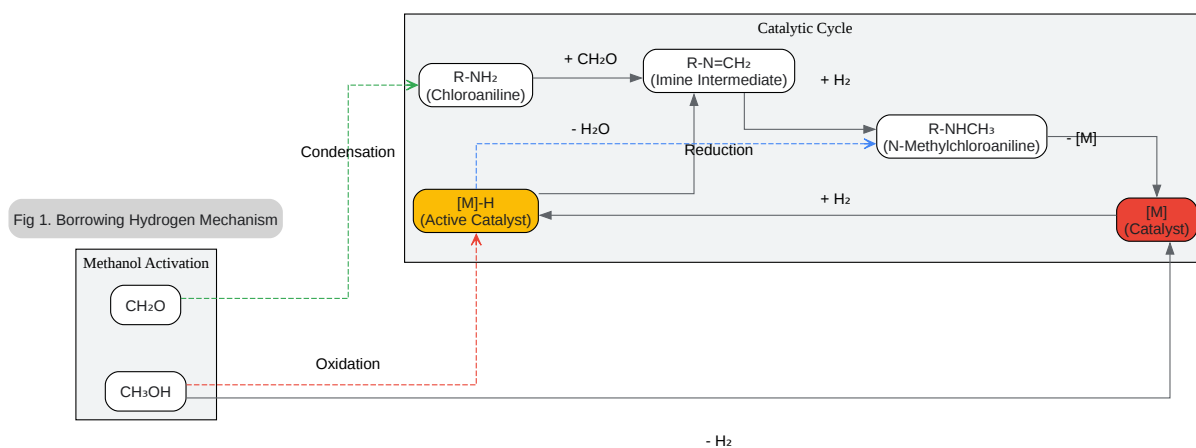 Catalytic Cycle
+ CH₂O
R-NH₂
(Chloroaniline)
R-N=CH₂
(Imine Intermediate)
+ H₂
- H₂O
R-NHCH₃
(N-Methylchloroaniline)
- [M]
Condensation
Reduction
[M]-H
(Active Catalyst)
+ H₂
[M]
(Catalyst)
Fig 1. Borrowing Hydrogen Mechanism
Methanol Activation
CH₂O
Oxidation
CH₃OH
- H₂